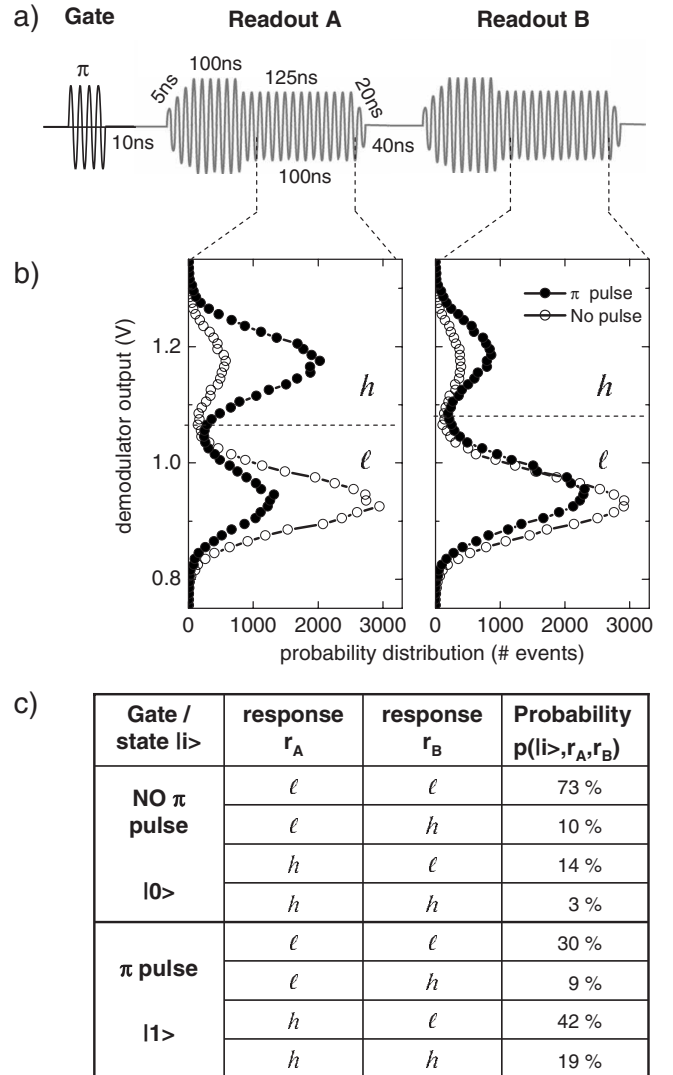 a)
Gate Readout A Readout B
π
5ns 100ns 125ns 20ns
10ns 100ns 40ns
b)
demodulator output (V)
1.2
1.0
0.8
h
ℓ
π pulse
No pulse
h
ℓ
0 1000 2000 3000 0 1000 2000 3000
probability distribution (# events)
c)
Gate / state |i> response r_A response r_B Probability p(|i>,r_A,r_B)
NO π pulse |0> ℓ ℓ 73 %
ℓ h 10 %
h ℓ 14 %
h h 3 %
π pulse |1> ℓ ℓ 30 %
ℓ h 9 %
h ℓ 42 %
h h 19 %